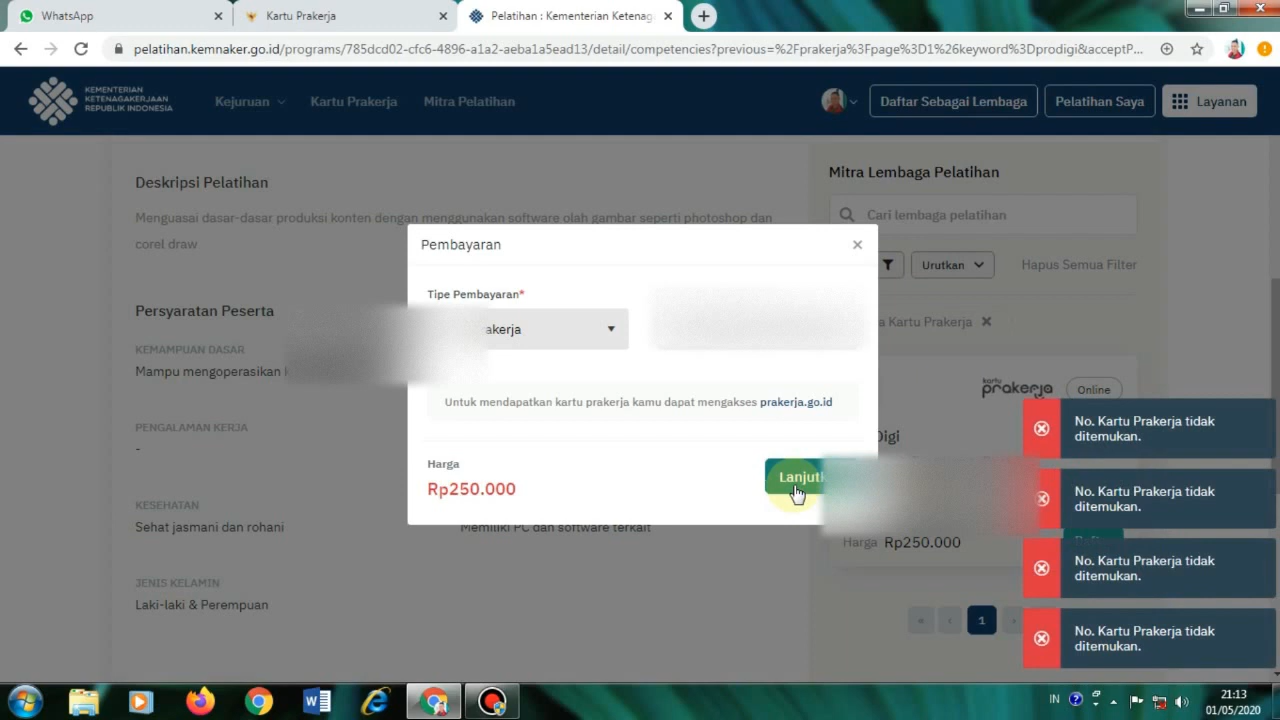 WhatsApp
Kartu Prakerja
Pelatihan : Kementerian Ketenag
pelatihan.kemnaker.go.id/programs/785dcd02-cfc6-4896-a1a2-aeba1a5ead13/detail/competencies?previous=%2Fprakerja%3Fpage%3D1%26keyword%3Dprodigi&acceptP...
KEMENTERIAN
KETENAGAKERJAAN
REPUBLIK INDONESIA
Kejuruan
Kartu Prakerja
Mitra Pelatihan
Daftar Sebagai Lembaga
Pelatihan Saya
Layanan
Deskripsi Pelatihan
Menguasai dasar-dasar produksi konten dengan menggunakan software olah gambar seperti photoshop dan
corel draw
Persyaratan Peserta
KEMAMPUAN DASAR
Mampu mengoperasikan
PENGALAMAN KERJA
-
KESEHATAN
Sehat jasmani dan rohani
Memiliki PC dan software terkait
JENIS KELAMIN
Laki-laki & Perempuan
Pembayaran
Tipe Pembayaran*
akerja
Untuk mendapatkan kartu prakerja kamu dapat mengakses prakerja.go.id
Harga
Rp250.000
Lanjut
Mitra Lembaga Pelatihan
Cari lembaga pelatihan
Urutkan
Hapus Semua Filter
a Kartu Prakerja
kartu
prakerja
Online
Digi
Harga Rp250.000
1
No. Kartu Prakerja tidak
ditemukan.
No. Kartu Prakerja tidak
ditemukan.
No. Kartu Prakerja tidak
ditemukan.
No. Kartu Prakerja tidak
ditemukan.
IN
21:13
01/05/2020